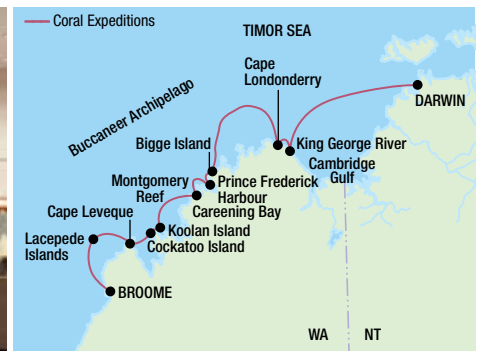 Coral Expeditions
TIMOR SEA
Cape
Londonderry
DARWIN
Buccaneer Archipelago
Bigge Island
King George River
Cambridge
Gulf
Montgomery
Reef
Prince Frederick
Harbour
Careening Bay
Cape Leveque
Koolan Island
Lacepede
Islands
Cockatoo Island
BROOME
WA
NT